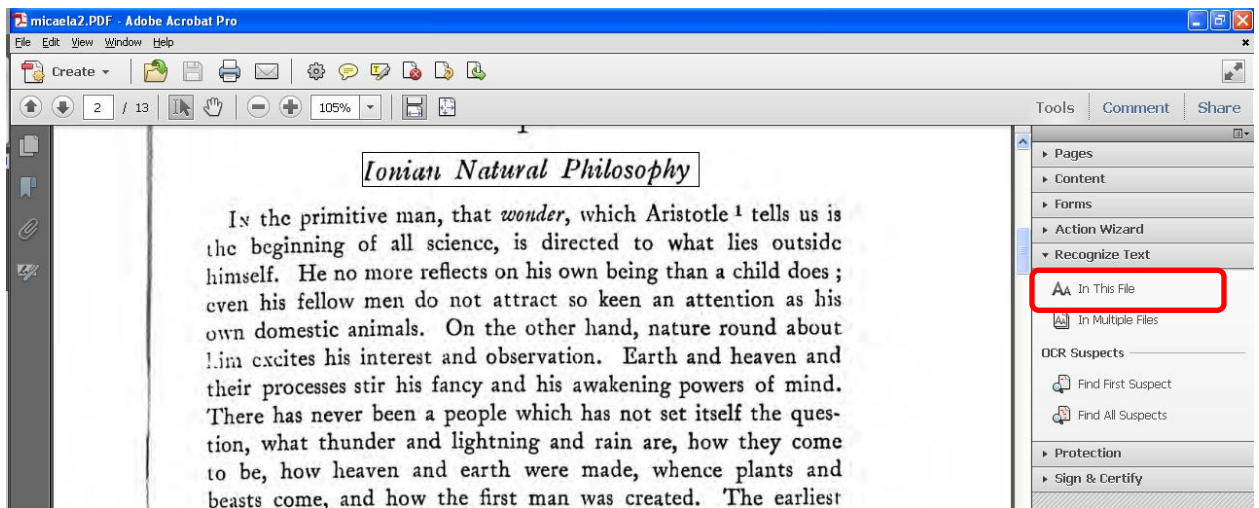 micaela2.PDF - Adobe Acrobat Pro
File Edit View Window Help
Create
2 / 13 105% Tools Comment Share
Ionian Natural Philosophy
In the primitive man, that wonder, which Aristotle ¹ tells us is
the beginning of all science, is directed to what lies outside
himself. He no more reflects on his own being than a child does ;
even his fellow men do not attract so keen an attention as his
own domestic animals. On the other hand, nature round about
him excites his interest and observation. Earth and heaven and
their processes stir his fancy and his awakening powers of mind.
There has never been a people which has not set itself the ques-
tion, what thunder and lightning and rain are, how they come
to be, how heaven and earth were made, whence plants and
beasts come, and how the first man was created. The earliest
Pages
Content
Forms
Action Wizard
Recognize Text
AA In This File
In Multiple Files
OCR Suspects
Find First Suspect
Find All Suspects
Protection
Sign & Certify